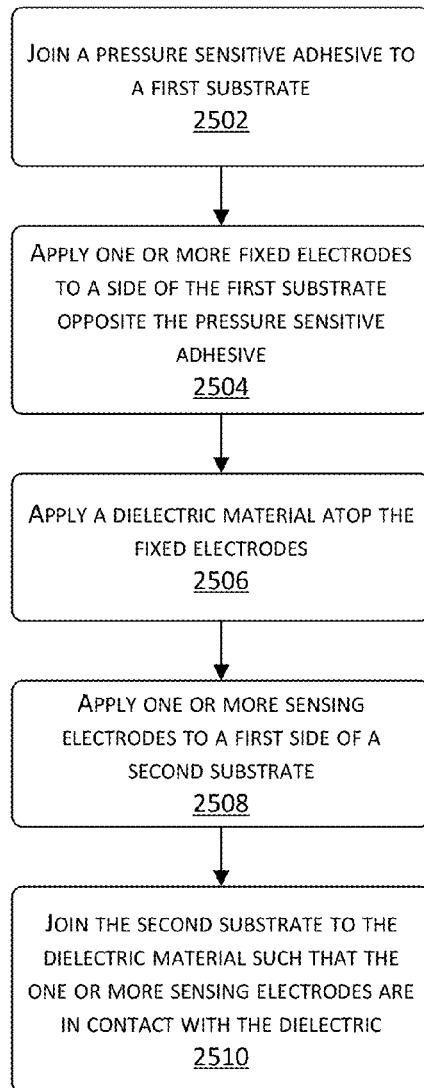 JOIN A PRESSURE SENSITIVE ADHESIVE TO
A FIRST SUBSTRATE
2502
APPLY ONE OR MORE FIXED ELECTRODES
TO A SIDE OF THE FIRST SUBSTRATE
OPPOSITE THE PRESSURE SENSITIVE
ADHESIVE
2504
APPLY A DIELECTRIC MATERIAL ATOP THE
FIXED ELECTRODES
2506
APPLY ONE OR MORE SENSING
ELECTRODES TO A FIRST SIDE OF A
SECOND SUBSTRATE
2508
JOIN THE SECOND SUBSTRATE TO THE
DIELECTRIC MATERIAL SUCH THAT THE
ONE OR MORE SENSING ELECTRODES ARE
IN CONTACT WITH THE DIELECTRIC
2510